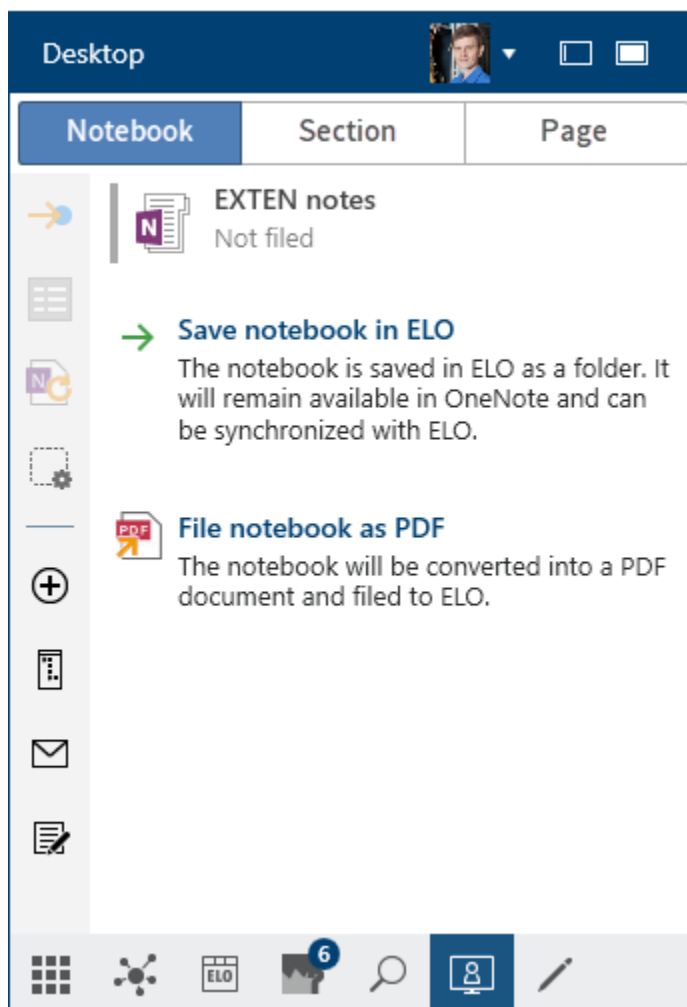 Desktop
Notebook Section Page
EXTEN notes
N
Not filed
Save notebook in ELO
The notebook is saved in ELO as a folder. It
will remain available in OneNote and can
be synchronized with ELO.
N
PDF
File notebook as PDF
The notebook will be converted into a PDF
document and filed to ELO.
6
ELO